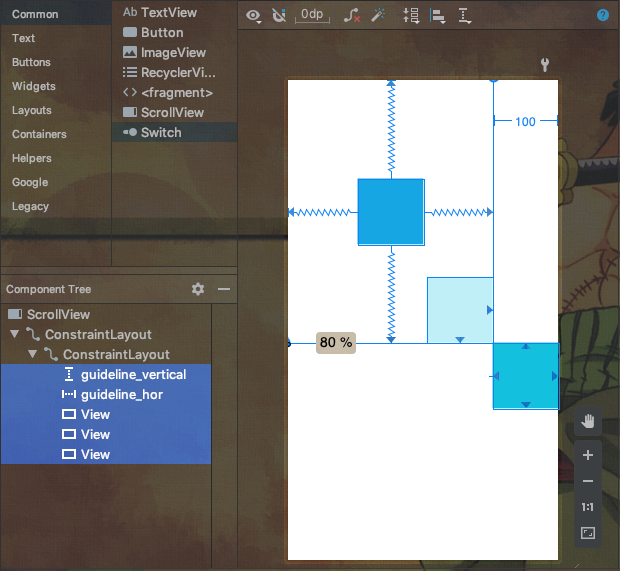 Common
Text
Buttons
Widgets
Layouts
Containers
Helpers
Google
Legacy
Ab TextView
Button
ImageView
RecyclerVi...
<> <fragment>
ScrollView
Switch
0dp
?
100
80 %
1:1
Component Tree
ScrollView
ConstraintLayout
ConstraintLayout
guideline_vertical
guideline_hor
View
View
View